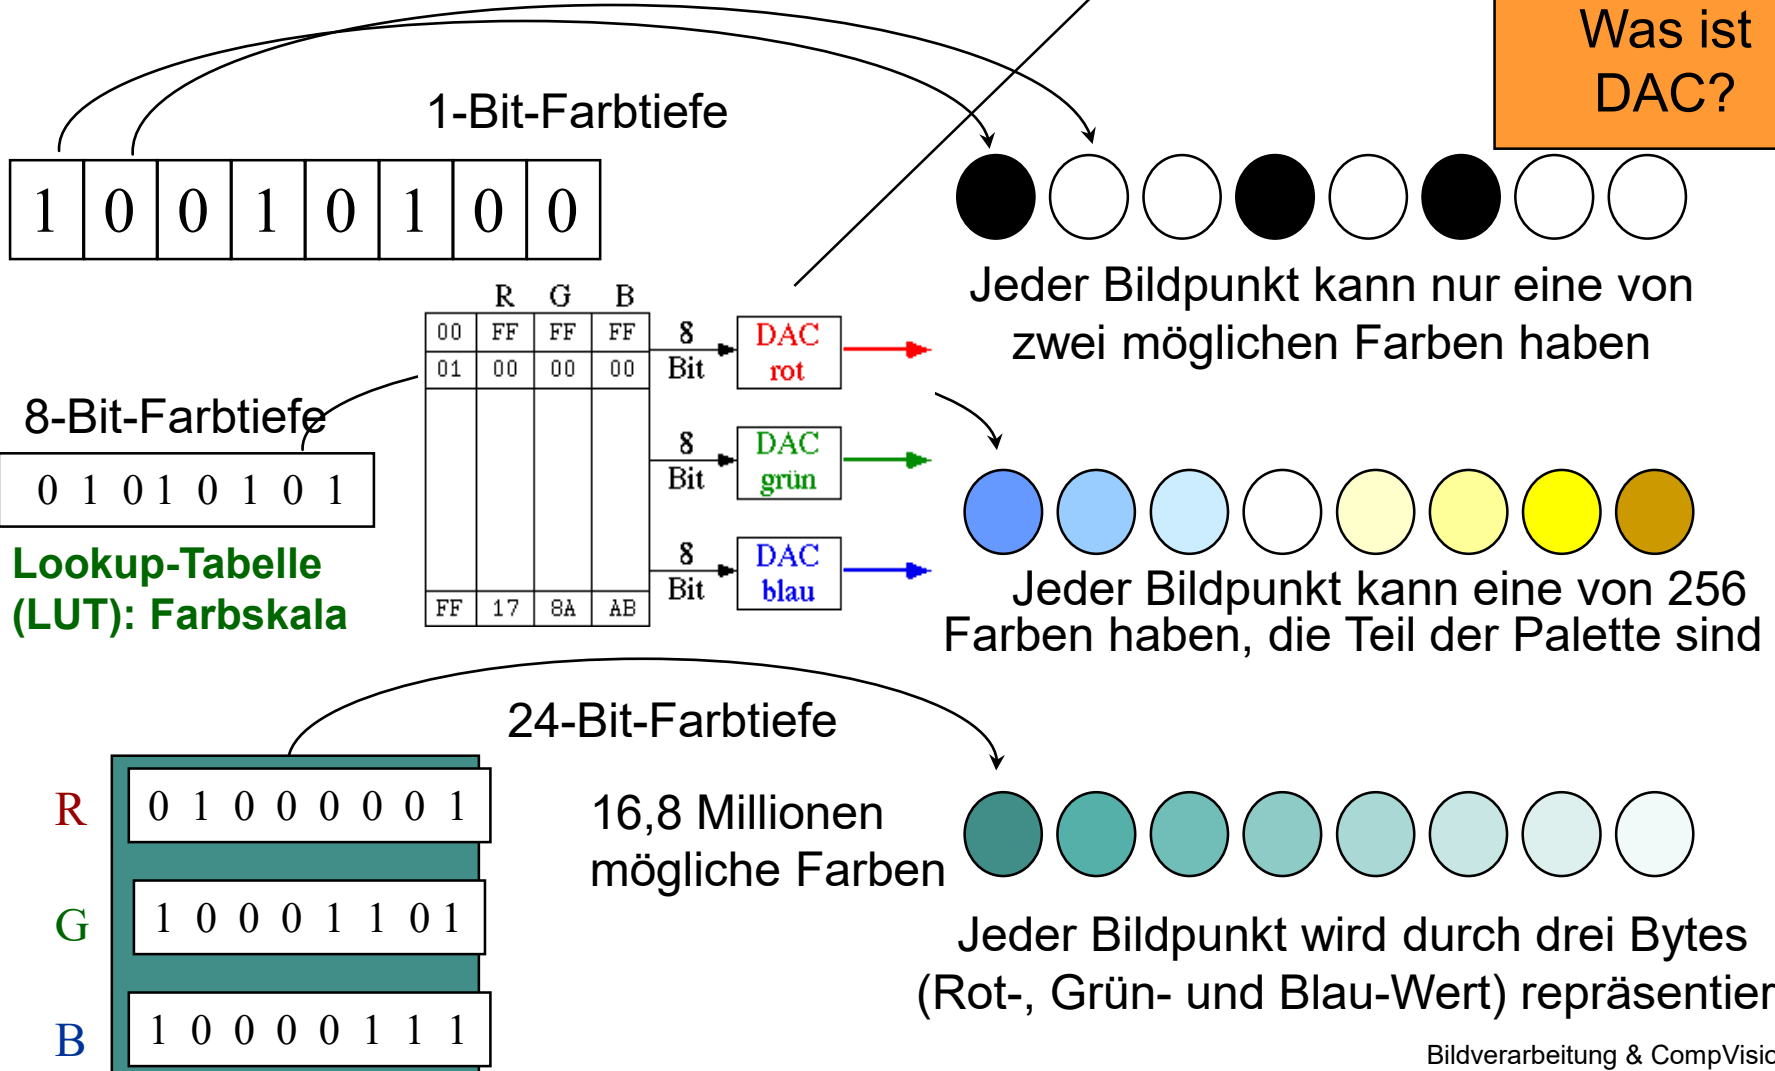 Was ist
DAC?
1-Bit-Farbtiefe
1 0 0 1 0 1 0 0
Jeder Bildpunkt kann nur eine von
zwei möglichen Farben haben
R G B
00 FF FF FF
01 00 00 00
FF 17 8A AB
8
Bit
DAC
rot
8
Bit
DAC
grün
8
Bit
DAC
blau
8-Bit-Farbtiefe
0 1 0 1 0 1 0 1
Lookup-Tabelle
(LUT): Farbskala
Jeder Bildpunkt kann eine von 256
Farben haben, die Teil der Palette sind
24-Bit-Farbtiefe
R 0 1 0 0 0 0 0 1
G 1 0 0 0 1 1 0 1
B 1 0 0 0 0 1 1 1
16,8 Millionen
mögliche Farben
Jeder Bildpunkt wird durch drei Bytes
(Rot-, Grün- und Blau-Wert) repräsentier
Bildverarbeitung & CompVisio